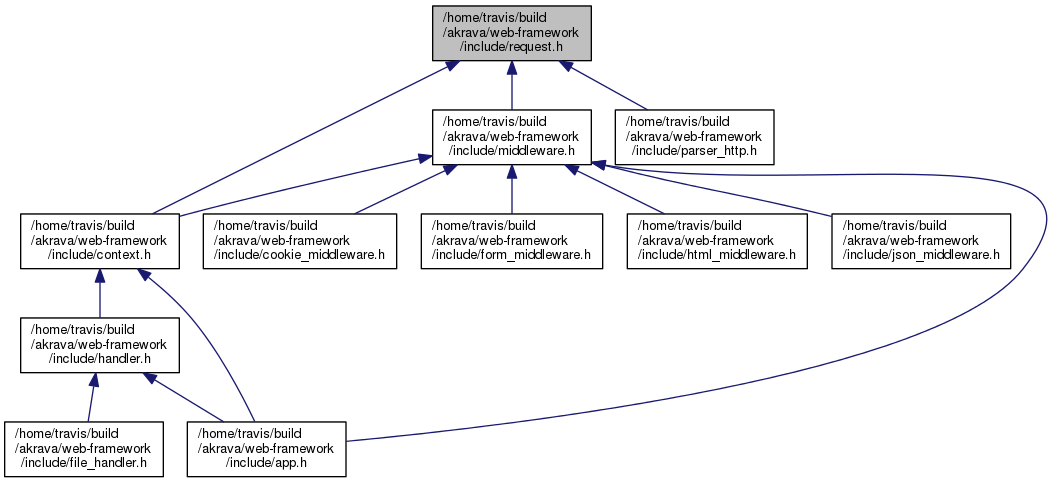 /home/travis/build
/akrava/web-framework
/include/request.h
/home/travis/build
/akrava/web-framework
/include/middleware.h
/home/travis/build
/akrava/web-framework
/include/parser_http.h
/home/travis/build
/akrava/web-framework
/include/context.h
/home/travis/build
/akrava/web-framework
/include/cookie_middleware.h
/home/travis/build
/akrava/web-framework
/include/form_middleware.h
/home/travis/build
/akrava/web-framework
/include/html_middleware.h
/home/travis/build
/akrava/web-framework
/include/json_middleware.h
/home/travis/build
/akrava/web-framework
/include/handler.h
/home/travis/build
/akrava/web-framework
/include/file_handler.h
/home/travis/build
/akrava/web-framework
/include/app.h